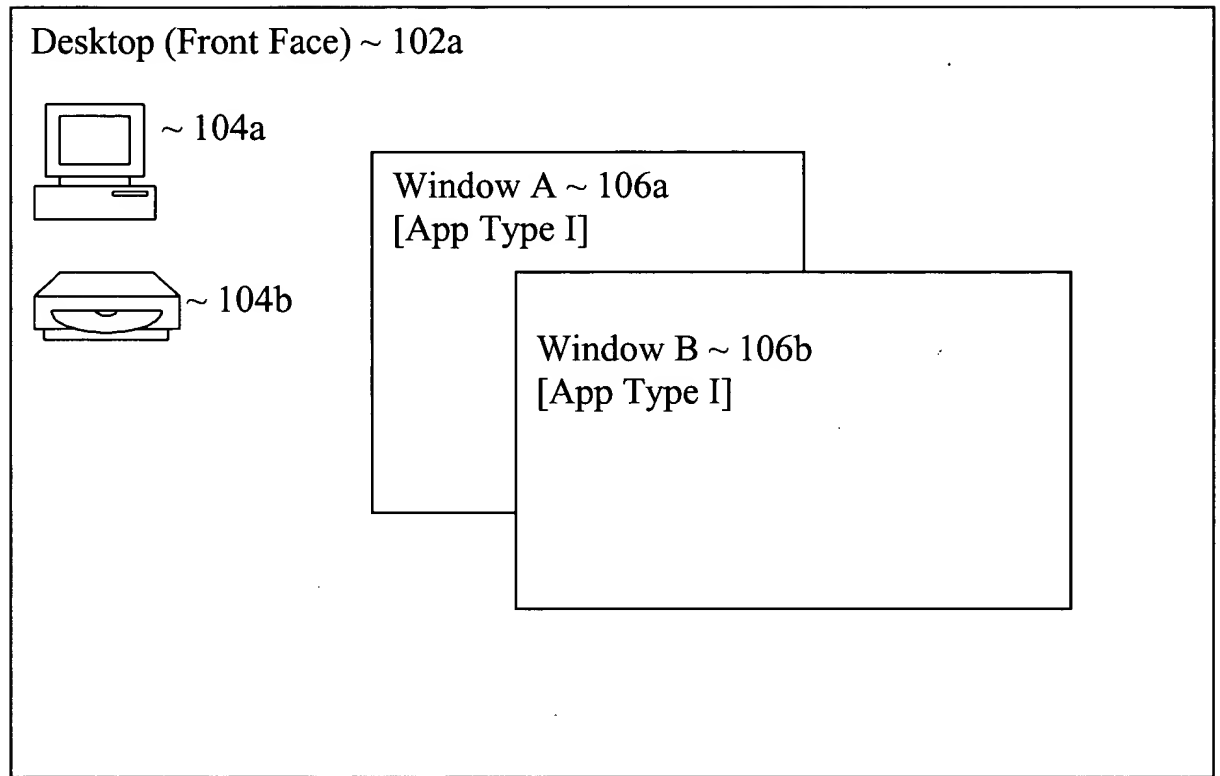 Desktop (Front Face) ~ 102a
~ 104a
Window A ~ 106a
[App Type I]
~ 104b
Window B ~ 106b
[App Type I]